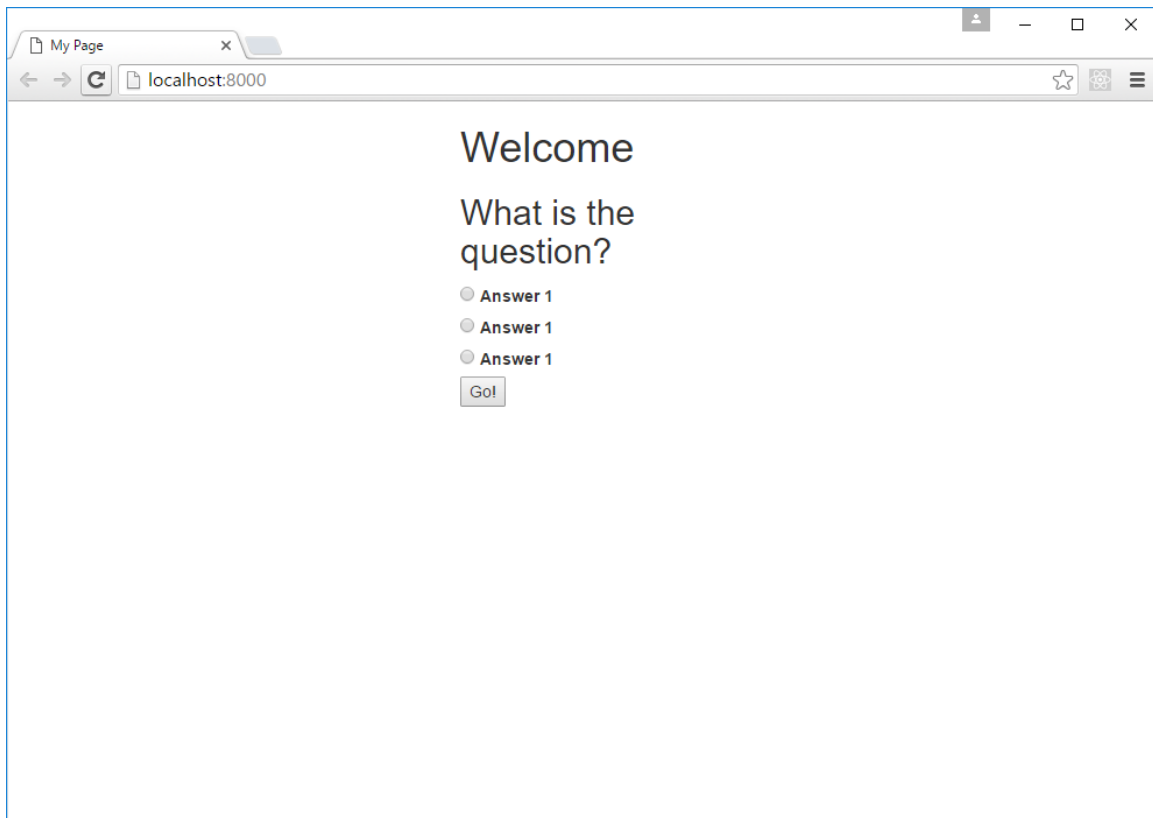 My Page
localhost:8000
Welcome
What is the
question?
Answer 1
Answer 1
Answer 1
Go!